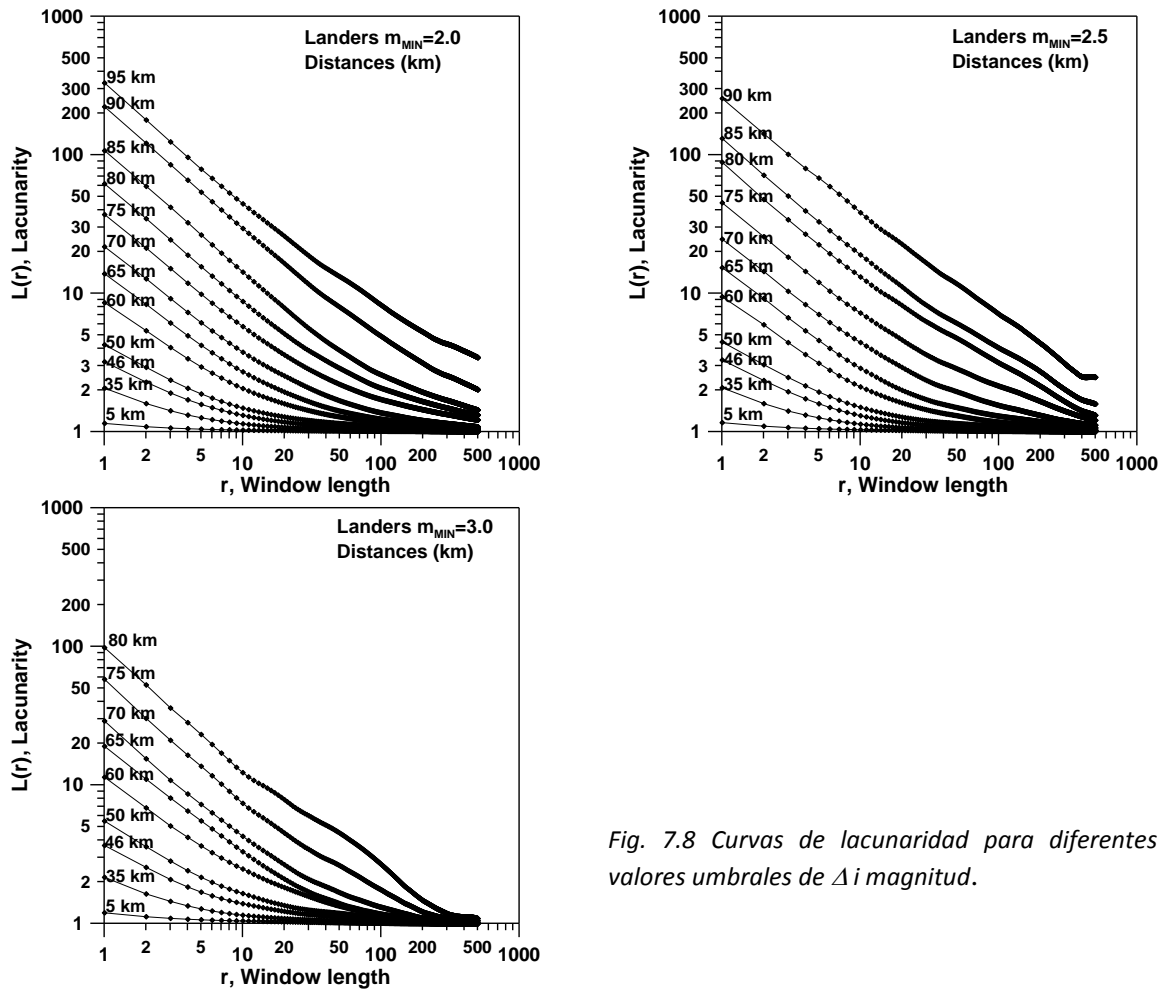 1000
500
300
200
100
50
30
20
10
5
3
2
1
L(r), Lacunarity
Landers mMIN=2.0
Distances (km)
95 km
90 km
85 km
80 km
75 km
70 km
65 km
60 km
50 km
46 km
35 km
5 km
1 2 5 10 20 50 100 200 500 1000
r, Window length
1000
500
300
200
100
50
30
20
10
5
3
2
1
L(r), Lacunarity
Landers mMIN=2.5
Distances (km)
90 km
85 km
80 km
75 km
70 km
65 km
60 km
50 km
46 km
35 km
5 km
1 2 5 10 20 50 100 200 500 1000
r, Window length
1000
500
200
100
50
20
10
5
2
1
L(r), Lacunarity
Landers mMIN=3.0
Distances (km)
80 km
75 km
70 km
65 km
60 km
50 km
46 km
35 km
5 km
1 2 5 10 20 50 100 200 500 1000
r, Window length
Fig. 7.8 Curvas de lacunaridad para diferentes
valores umbrales de Δ i magnitud.